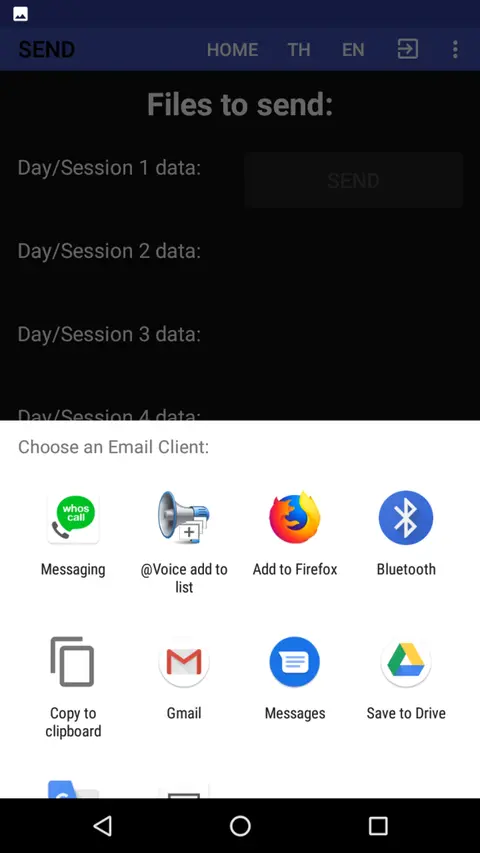 SEND HOME TH EN
Files to send:
Day/Session 1 data: SEND
Day/Session 2 data:
Day/Session 3 data:
Day/Session 4 data:
Choose an Email Client:
whos
call
Messaging
@Voice add to
list
Add to Firefox
Bluetooth
Copy to
clipboard
Gmail
Messages
Save to Drive
G